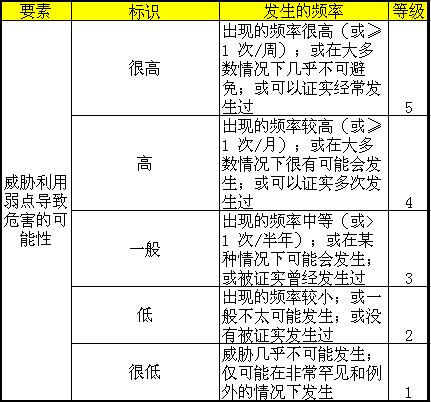 要素 标识 发生的频率 等级
威胁利用
弱点导致
危害的可
能性
很高
出现的频率很高（或≥
1 次/周）；或在大多
数情况下几乎不可避
免；或可以证实经常发
生过
5
高
出现的频率较高（或≥
1 次/月）；或在大多
数情况下很有可能会发
生；或可以证实多次发
生过
4
一般
出现的频率中等（或>
1 次/半年）；或在某
种情况下可能会发生；
或被证实曾经发生过
3
低
出现的频率较小；或一
般不太可能发生；或没
有被证实发生过
2
很低
威胁几乎不可能发生；
仅可能在非常罕见和例
外的情况下发生
1